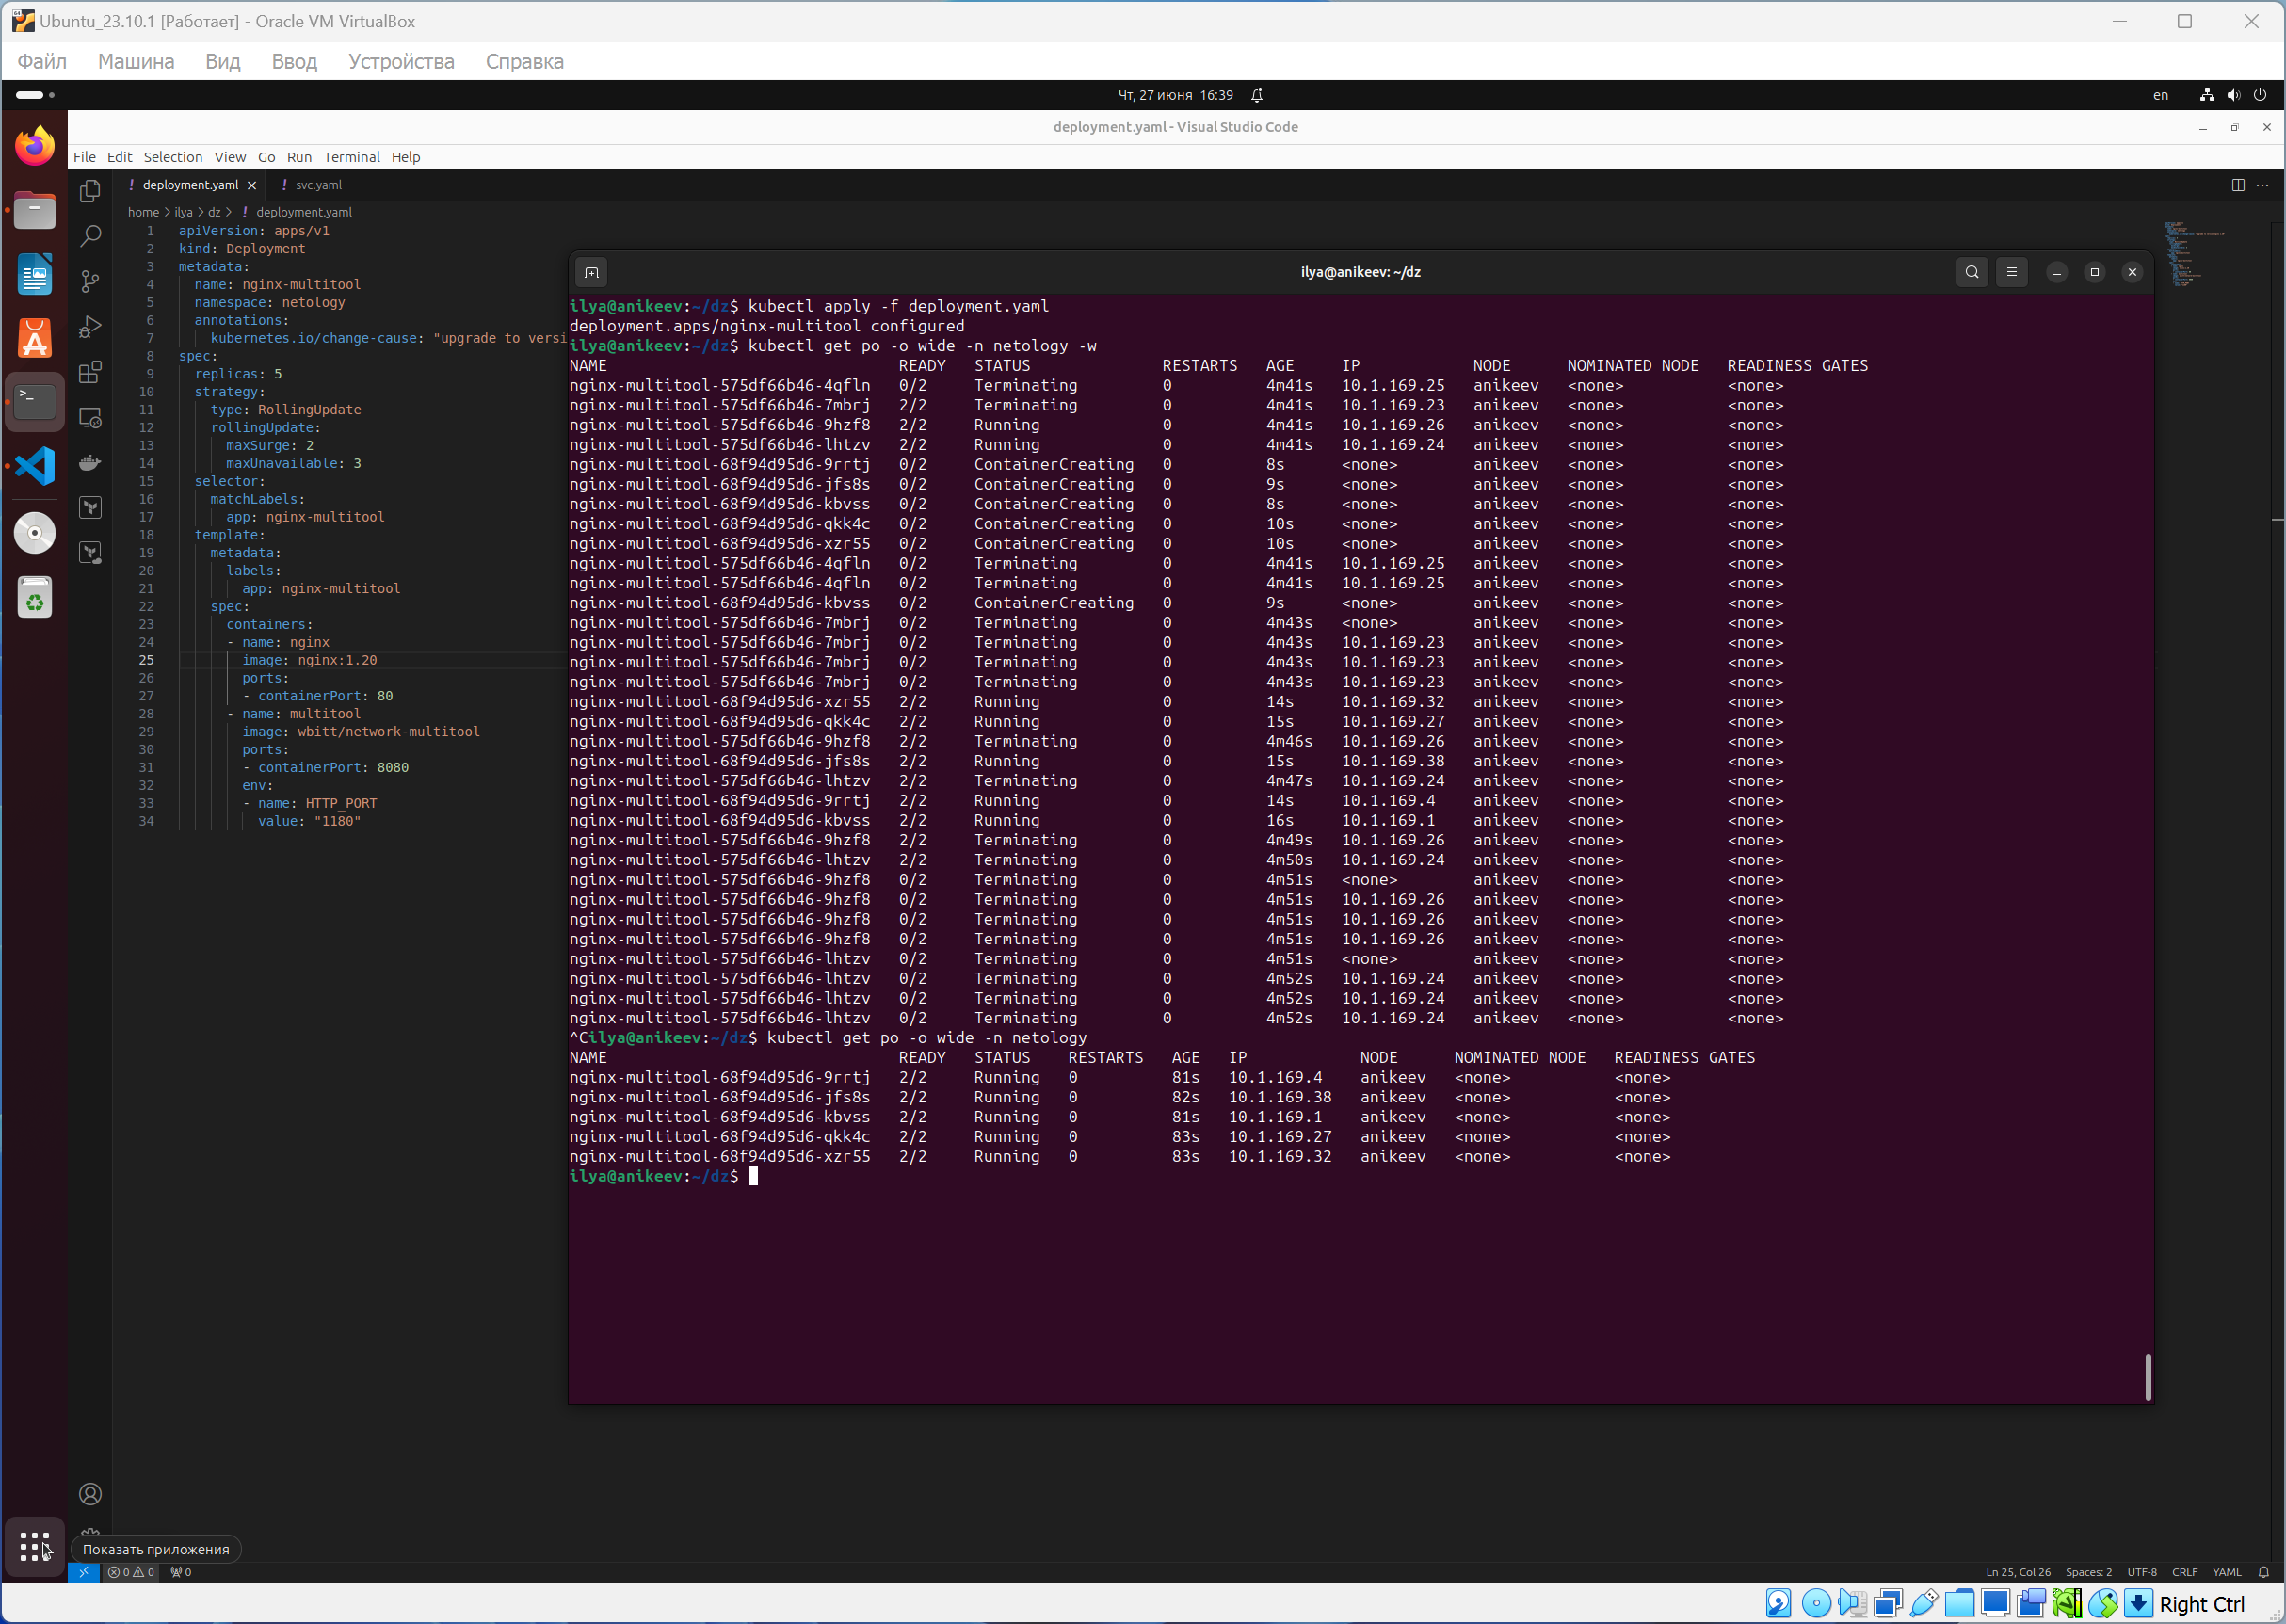 Ubuntu_23.10.1 [Работает] - Oracle VM VirtualBox
Файл Машина Вид Ввод Устройства Справка
Чт, 27 июня 16:39
en
deployment.yaml - Visual Studio Code
File Edit Selection View Go Run Terminal Help
! deployment.yaml ! svc.yaml
home > ilya > dz > ! deployment.yaml
1 apiVersion: apps/v1
2 kind: Deployment
3 metadata:
4 name: nginx-multitool
5 namespace: netology
6 annotations:
7 kubernetes.io/change-cause: "upgrade to versi
8 spec:
9 replicas: 5
10 strategy:
11 type: RollingUpdate
12 rollingUpdate:
13 maxSurge: 2
14 maxUnavailable: 3
15 selector:
16 matchLabels:
17 app: nginx-multitool
18 template:
19 metadata:
20 labels:
21 app: nginx-multitool
22 spec:
23 containers:
24 - name: nginx
25 image: nginx:1.20
26 ports:
27 - containerPort: 80
28 - name: multitool
29 image: wbitt/network-multitool
30 ports:
31 - containerPort: 8080
32 env:
33 - name: HTTP_PORT
34 value: "1180"
ilya@anikeev: ~/dz
ilya@anikeev:~/dz$ kubectl apply -f deployment.yaml
deployment.apps/nginx-multitool configured
ilya@anikeev:~/dz$ kubectl get po -o wide -n netology -w
NAME READY STATUS RESTARTS AGE IP NODE NOMINATED NODE READINESS GATES
nginx-multitool-575df66b46-4qfln 0/2 Terminating 0 4m41s 10.1.169.25 anikeev <none> <none>
nginx-multitool-575df66b46-7mbrj 2/2 Terminating 0 4m41s 10.1.169.23 anikeev <none> <none>
nginx-multitool-575df66b46-9hzf8 2/2 Running 0 4m41s 10.1.169.26 anikeev <none> <none>
nginx-multitool-575df66b46-lhtzv 2/2 Running 0 4m41s 10.1.169.24 anikeev <none> <none>
nginx-multitool-68f94d95d6-9rrtj 0/2 ContainerCreating 0 8s <none> anikeev <none> <none>
nginx-multitool-68f94d95d6-jfs8s 0/2 ContainerCreating 0 9s <none> anikeev <none> <none>
nginx-multitool-68f94d95d6-kbvss 0/2 ContainerCreating 0 8s <none> anikeev <none> <none>
nginx-multitool-68f94d95d6-qkk4c 0/2 ContainerCreating 0 10s <none> anikeev <none> <none>
nginx-multitool-68f94d95d6-xzr55 0/2 ContainerCreating 0 10s <none> anikeev <none> <none>
nginx-multitool-575df66b46-4qfln 0/2 Terminating 0 4m41s 10.1.169.25 anikeev <none> <none>
nginx-multitool-575df66b46-4qfln 0/2 Terminating 0 4m41s 10.1.169.25 anikeev <none> <none>
nginx-multitool-68f94d95d6-kbvss 0/2 ContainerCreating 0 9s <none> anikeev <none> <none>
nginx-multitool-575df66b46-7mbrj 0/2 Terminating 0 4m43s <none> anikeev <none> <none>
nginx-multitool-575df66b46-7mbrj 0/2 Terminating 0 4m43s 10.1.169.23 anikeev <none> <none>
nginx-multitool-575df66b46-7mbrj 0/2 Terminating 0 4m43s 10.1.169.23 anikeev <none> <none>
nginx-multitool-575df66b46-7mbrj 0/2 Terminating 0 4m43s 10.1.169.23 anikeev <none> <none>
nginx-multitool-68f94d95d6-xzr55 2/2 Running 0 14s 10.1.169.32 anikeev <none> <none>
nginx-multitool-68f94d95d6-qkk4c 2/2 Running 0 15s 10.1.169.27 anikeev <none> <none>
nginx-multitool-575df66b46-9hzf8 2/2 Terminating 0 4m46s 10.1.169.26 anikeev <none> <none>
nginx-multitool-68f94d95d6-jfs8s 2/2 Running 0 15s 10.1.169.38 anikeev <none> <none>
nginx-multitool-575df66b46-lhtzv 2/2 Terminating 0 4m47s 10.1.169.24 anikeev <none> <none>
nginx-multitool-68f94d95d6-9rrtj 2/2 Running 0 14s 10.1.169.4 anikeev <none> <none>
nginx-multitool-68f94d95d6-kbvss 2/2 Running 0 16s 10.1.169.1 anikeev <none> <none>
nginx-multitool-575df66b46-9hzf8 2/2 Terminating 0 4m49s 10.1.169.26 anikeev <none> <none>
nginx-multitool-575df66b46-lhtzv 2/2 Terminating 0 4m50s 10.1.169.24 anikeev <none> <none>
nginx-multitool-575df66b46-9hzf8 0/2 Terminating 0 4m51s <none> anikeev <none> <none>
nginx-multitool-575df66b46-9hzf8 0/2 Terminating 0 4m51s 10.1.169.26 anikeev <none> <none>
nginx-multitool-575df66b46-9hzf8 0/2 Terminating 0 4m51s 10.1.169.26 anikeev <none> <none>
nginx-multitool-575df66b46-9hzf8 0/2 Terminating 0 4m51s 10.1.169.26 anikeev <none> <none>
nginx-multitool-575df66b46-lhtzv 0/2 Terminating 0 4m51s <none> anikeev <none> <none>
nginx-multitool-575df66b46-lhtzv 0/2 Terminating 0 4m52s 10.1.169.24 anikeev <none> <none>
nginx-multitool-575df66b46-lhtzv 0/2 Terminating 0 4m52s 10.1.169.24 anikeev <none> <none>
nginx-multitool-575df66b46-lhtzv 0/2 Terminating 0 4m52s 10.1.169.24 anikeev <none> <none>
^Cilya@anikeev:~/dz$ kubectl get po -o wide -n netology
NAME READY STATUS RESTARTS AGE IP NODE NOMINATED NODE READINESS GATES
nginx-multitool-68f94d95d6-9rrtj 2/2 Running 0 81s 10.1.169.4 anikeev <none> <none>
nginx-multitool-68f94d95d6-jfs8s 2/2 Running 0 82s 10.1.169.38 anikeev <none> <none>
nginx-multitool-68f94d95d6-kbvss 2/2 Running 0 81s 10.1.169.1 anikeev <none> <none>
nginx-multitool-68f94d95d6-qkk4c 2/2 Running 0 83s 10.1.169.27 anikeev <none> <none>
nginx-multitool-68f94d95d6-xzr55 2/2 Running 0 83s 10.1.169.32 anikeev <none> <none>
ilya@anikeev:~/dz$
Показать приложения
0 0 0 Ln 25, Col 26 Spaces: 2 UTF-8 CRLF YAML
Right Ctrl